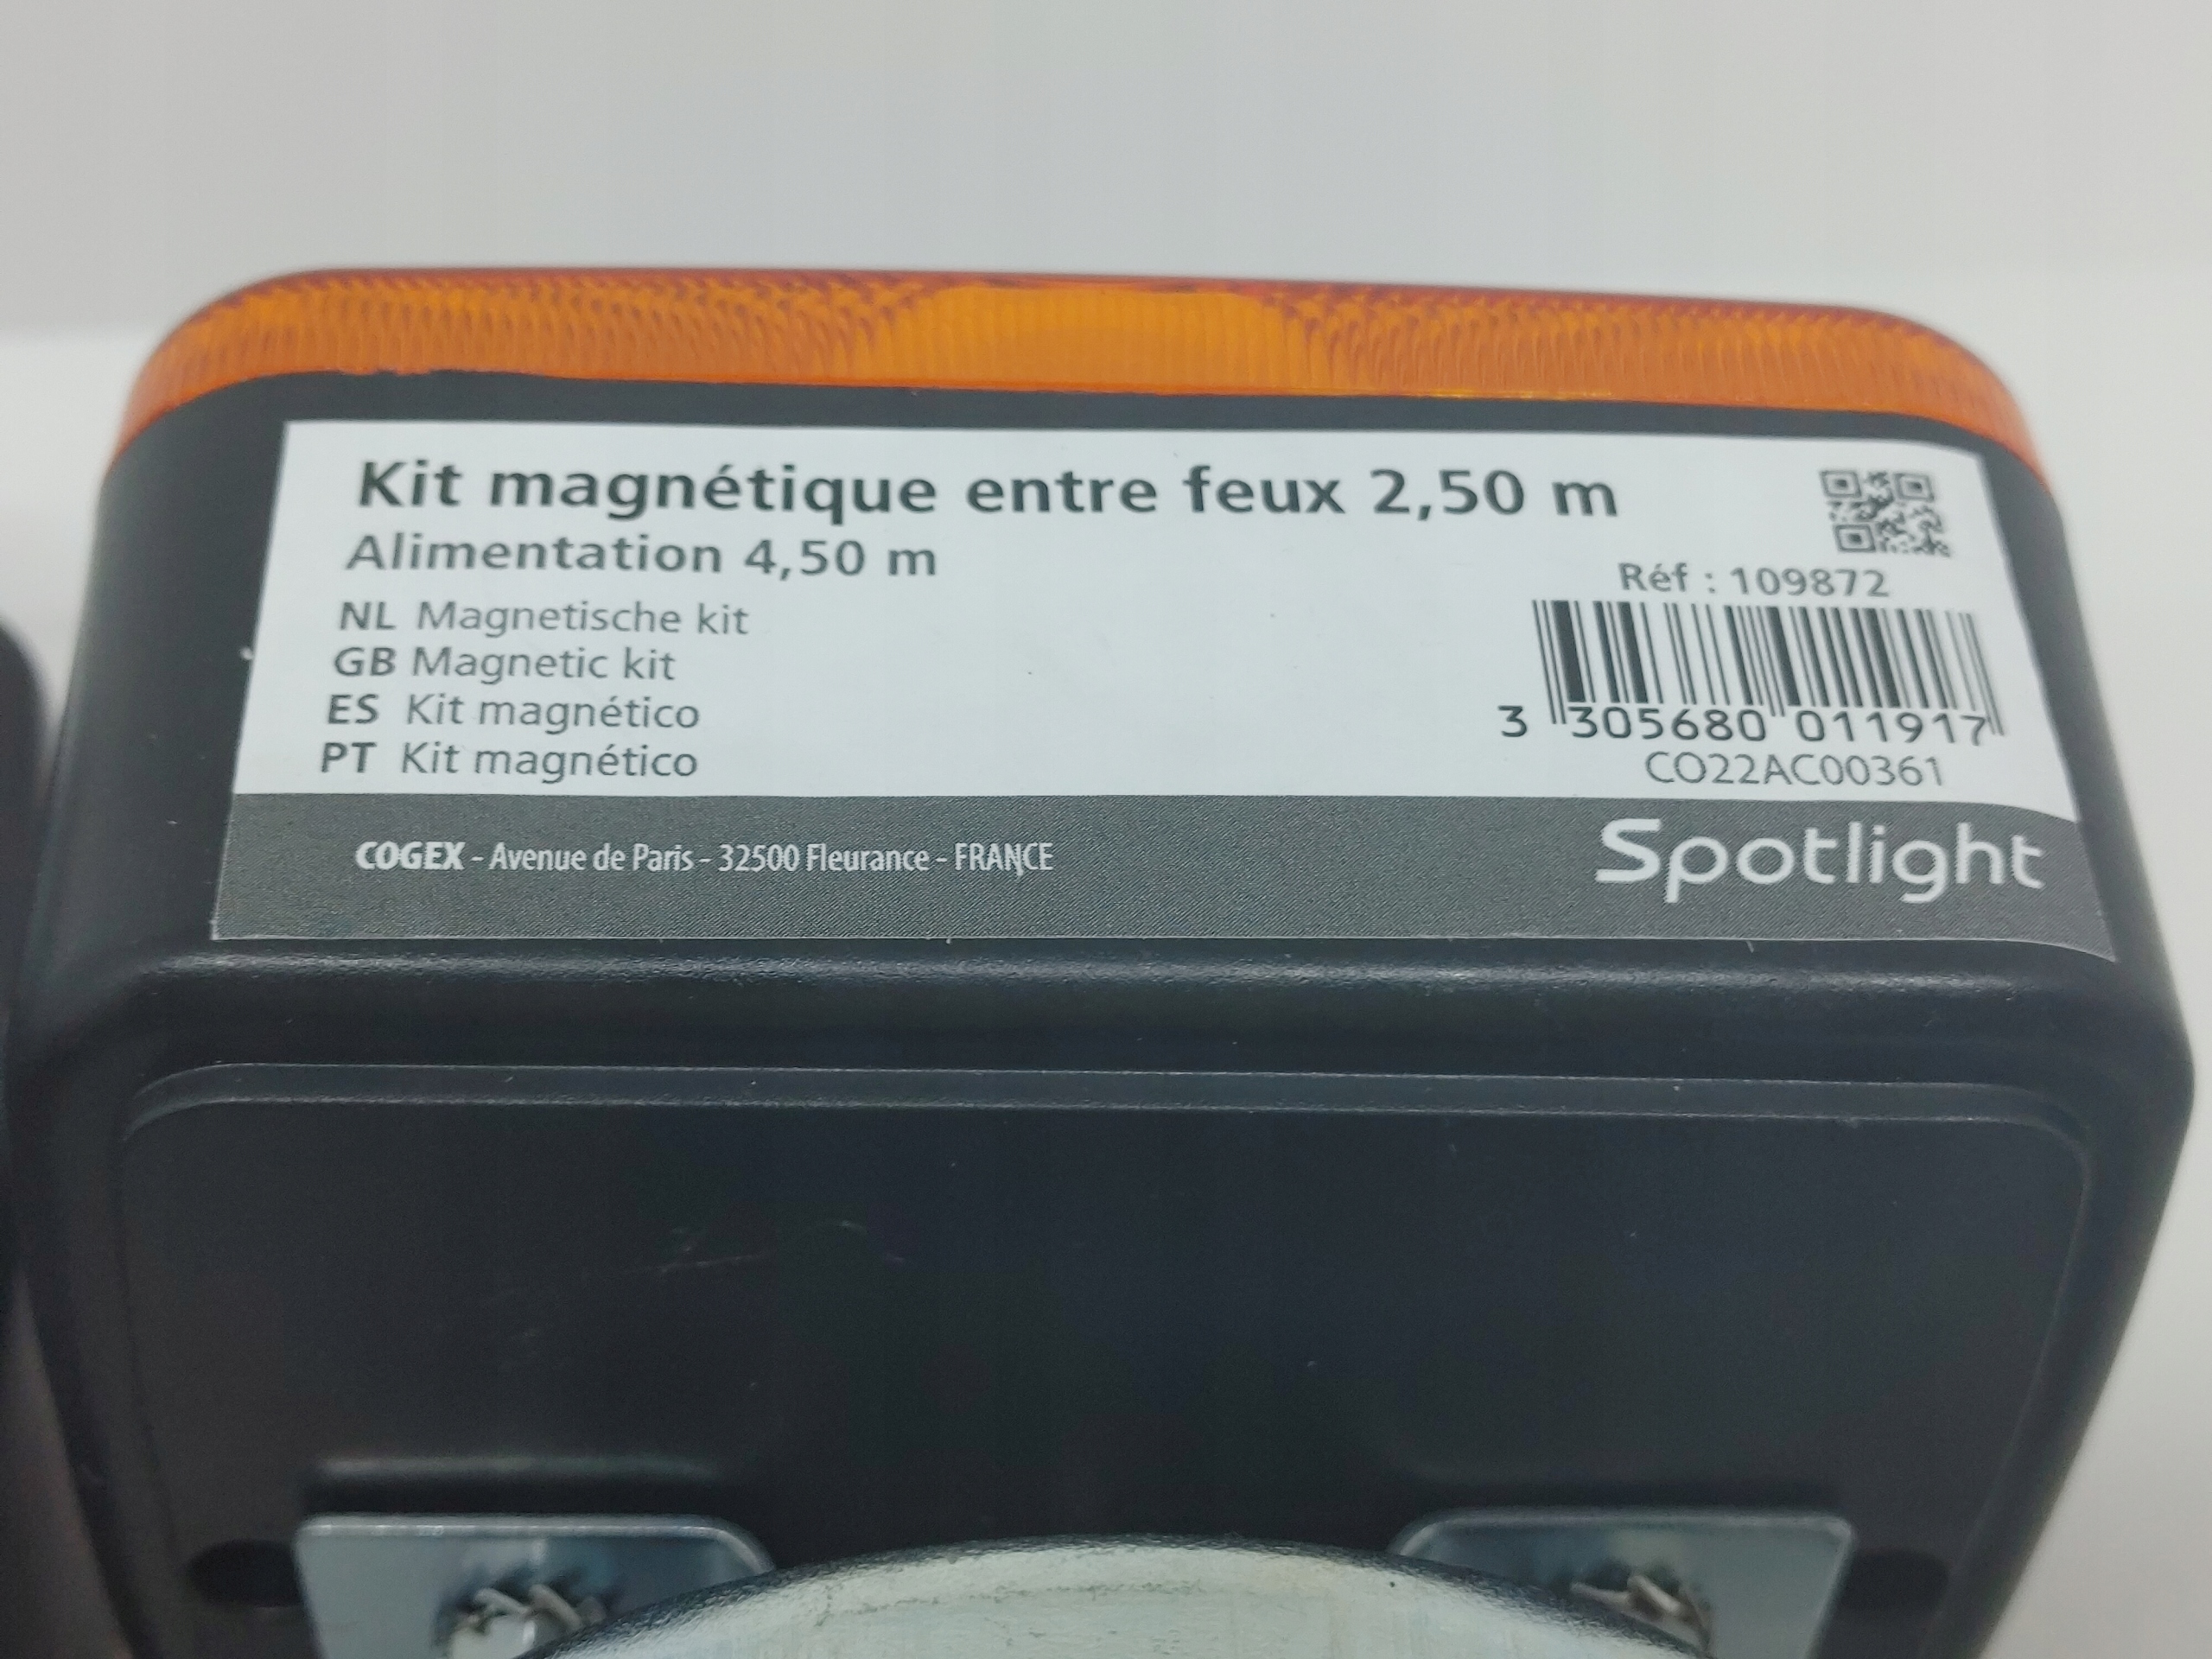 Kit magnétique entre feux 2,50 m
Alimentation 4,50 m
NL Magnetische kit
GB Magnetic kit
ES Kit magnético
PT Kit magnético
Réf : 109872
3 305680 011917
CO22AC00361
COGEX - Avenue de Paris - 32500 Fleurance - FRANCE
Spotlight